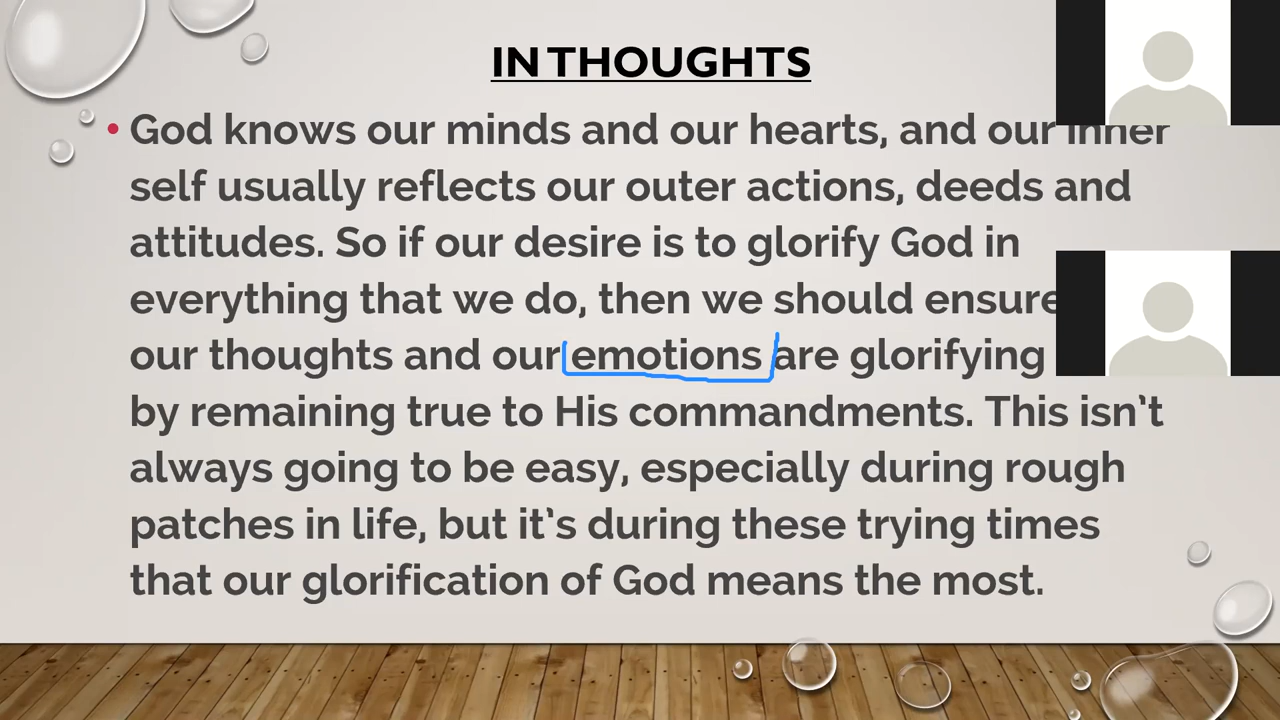 IN THOUGHTS
• God knows our minds and our hearts, and our inner
self usually reflects our outer actions, deeds and
attitudes. So if our desire is to glorify God in
everything that we do, then we should ensure
our thoughts and our emotions are glorifying
by remaining true to His commandments. This isn't
always going to be easy, especially during rough
patches in life, but it's during these trying times
that our glorification of God means the most.